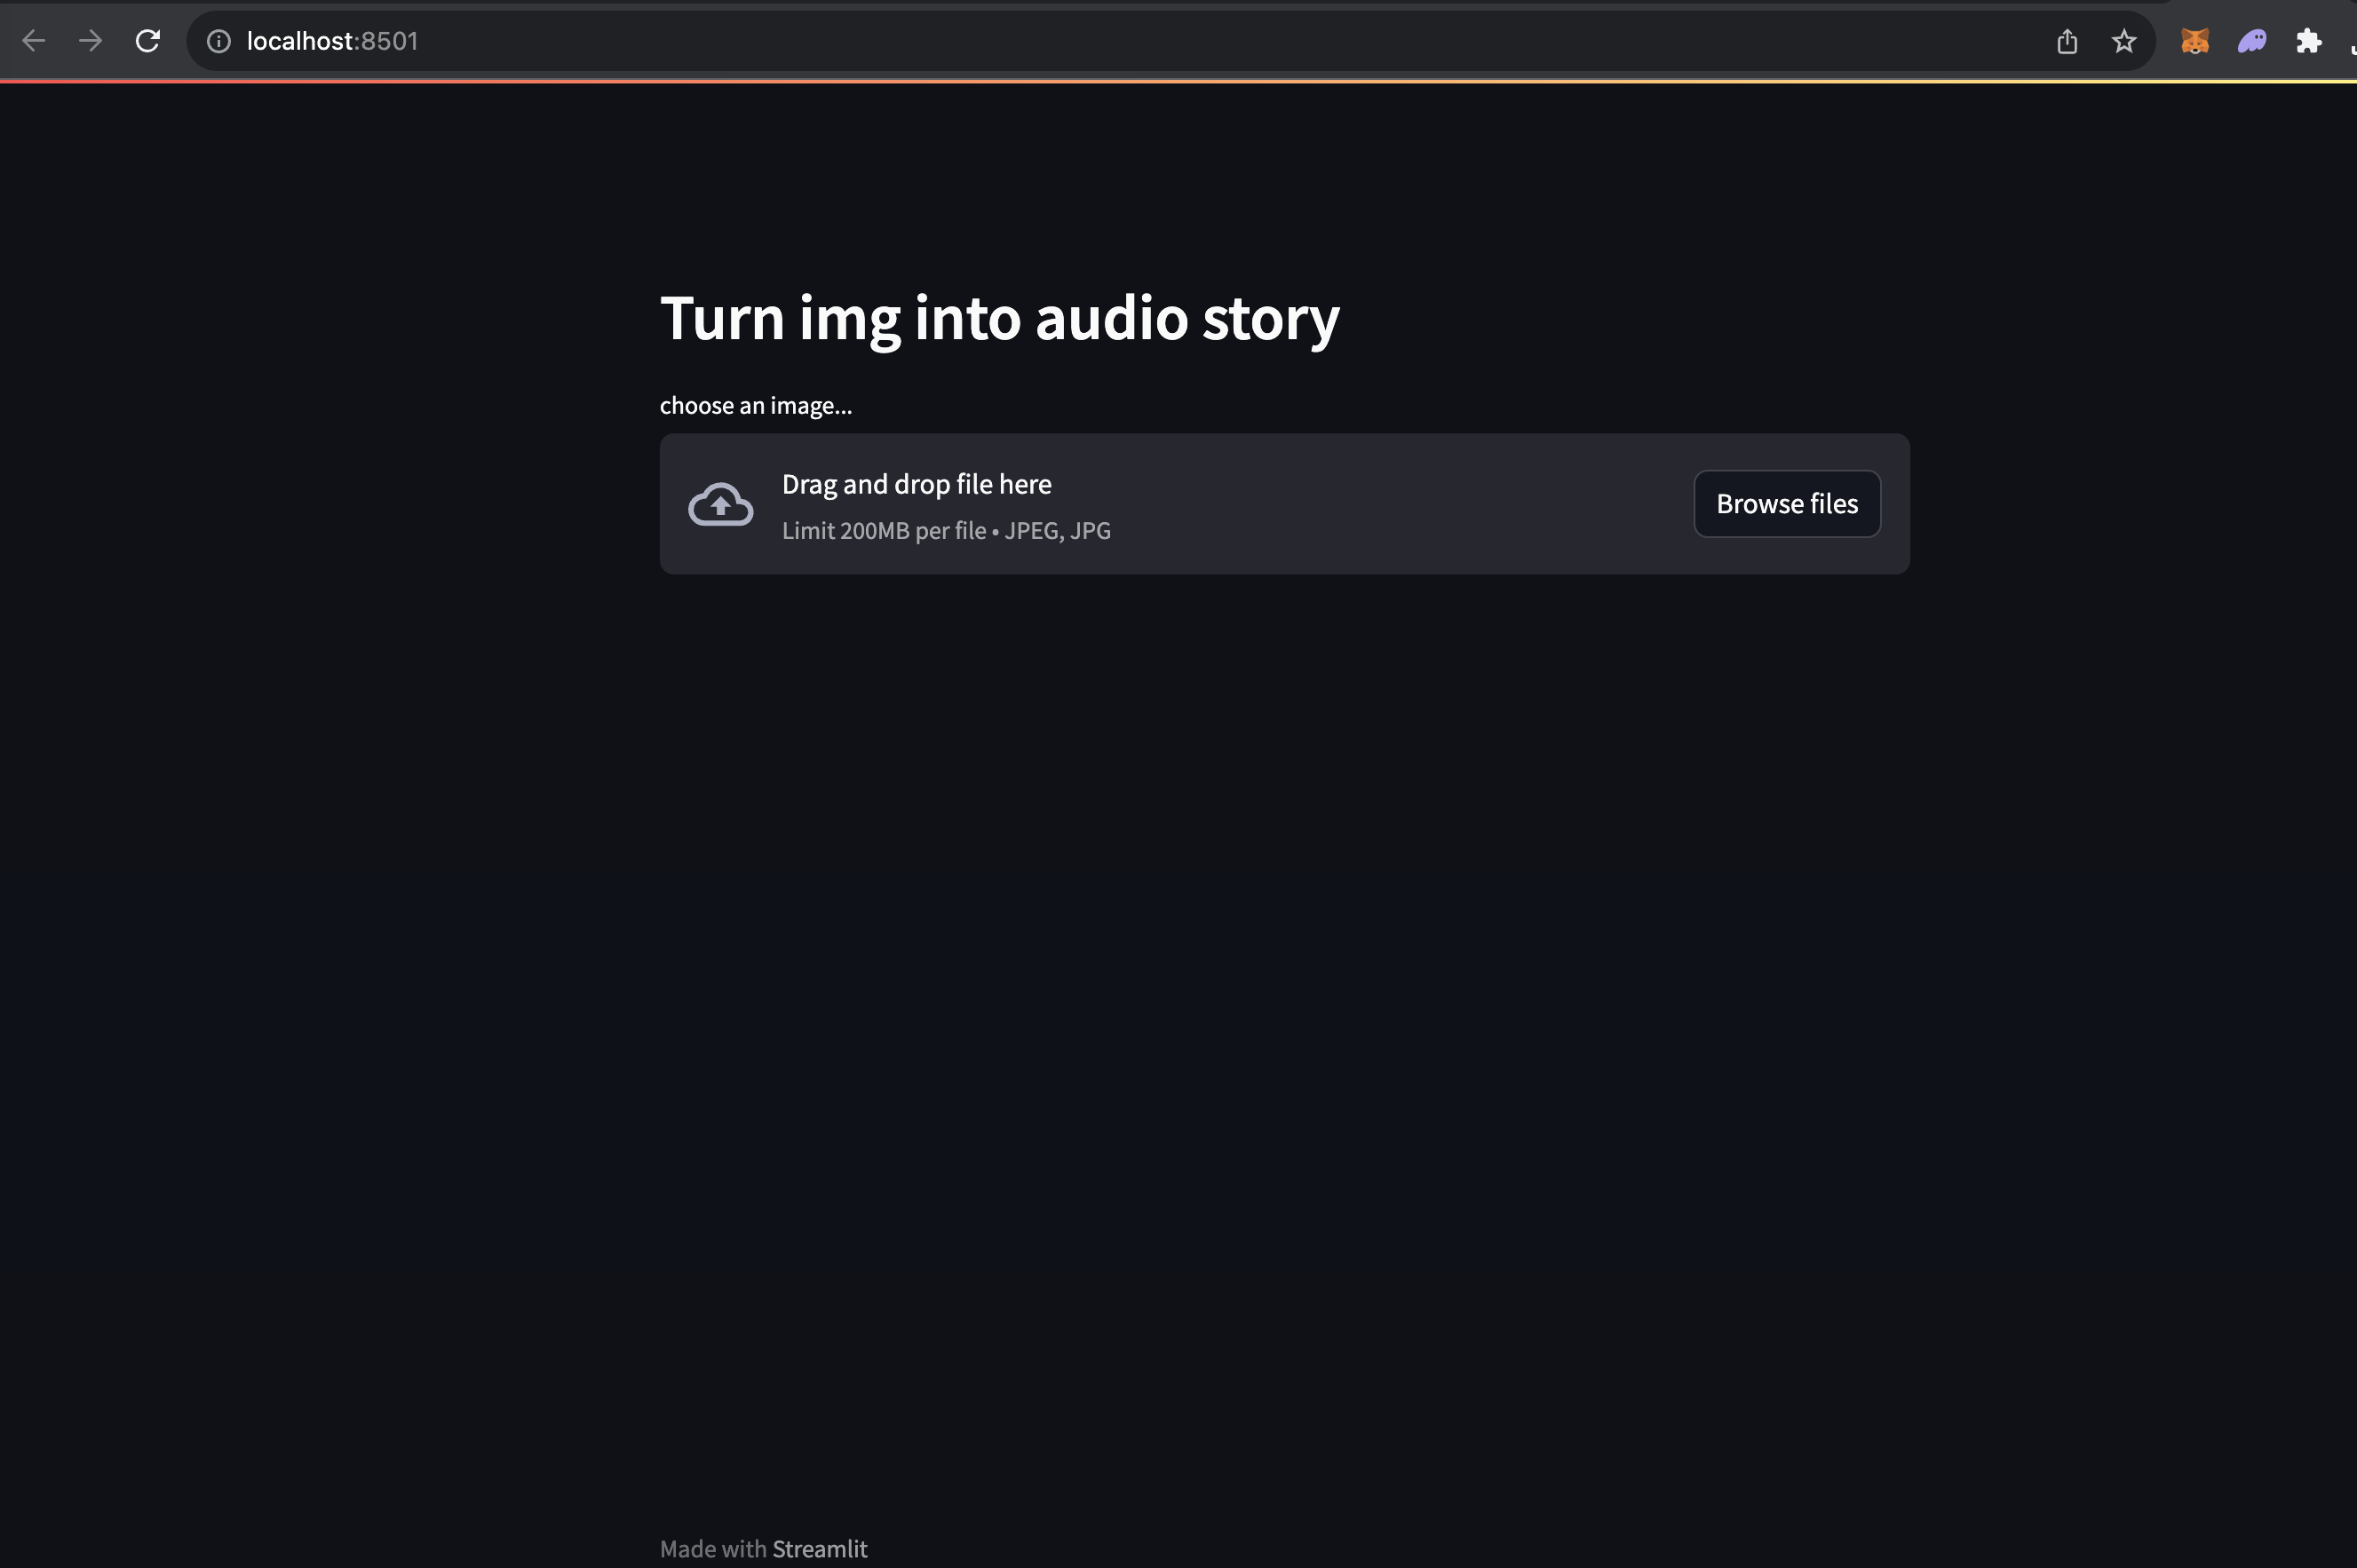 localhost:8501
Turn img into audio story
choose an image...
Drag and drop file here
Limit 200MB per file • JPEG, JPG
Browse files
Made with Streamlit